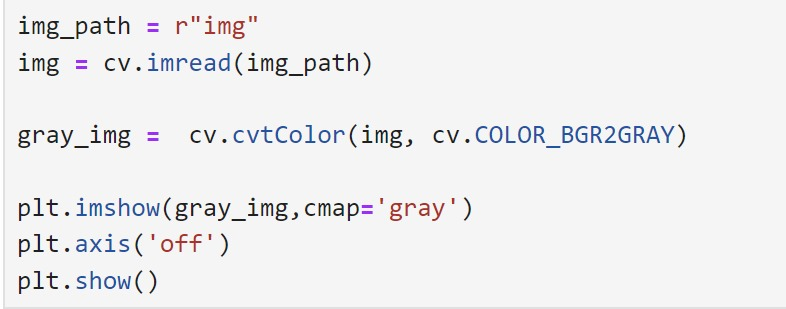 img_path = r"img"
img = cv.imread(img_path)
gray_img =  cv.cvtColor(img, cv.COLOR_BGR2GRAY)
plt.imshow(gray_img,cmap='gray')
plt.axis('off')
plt.show()